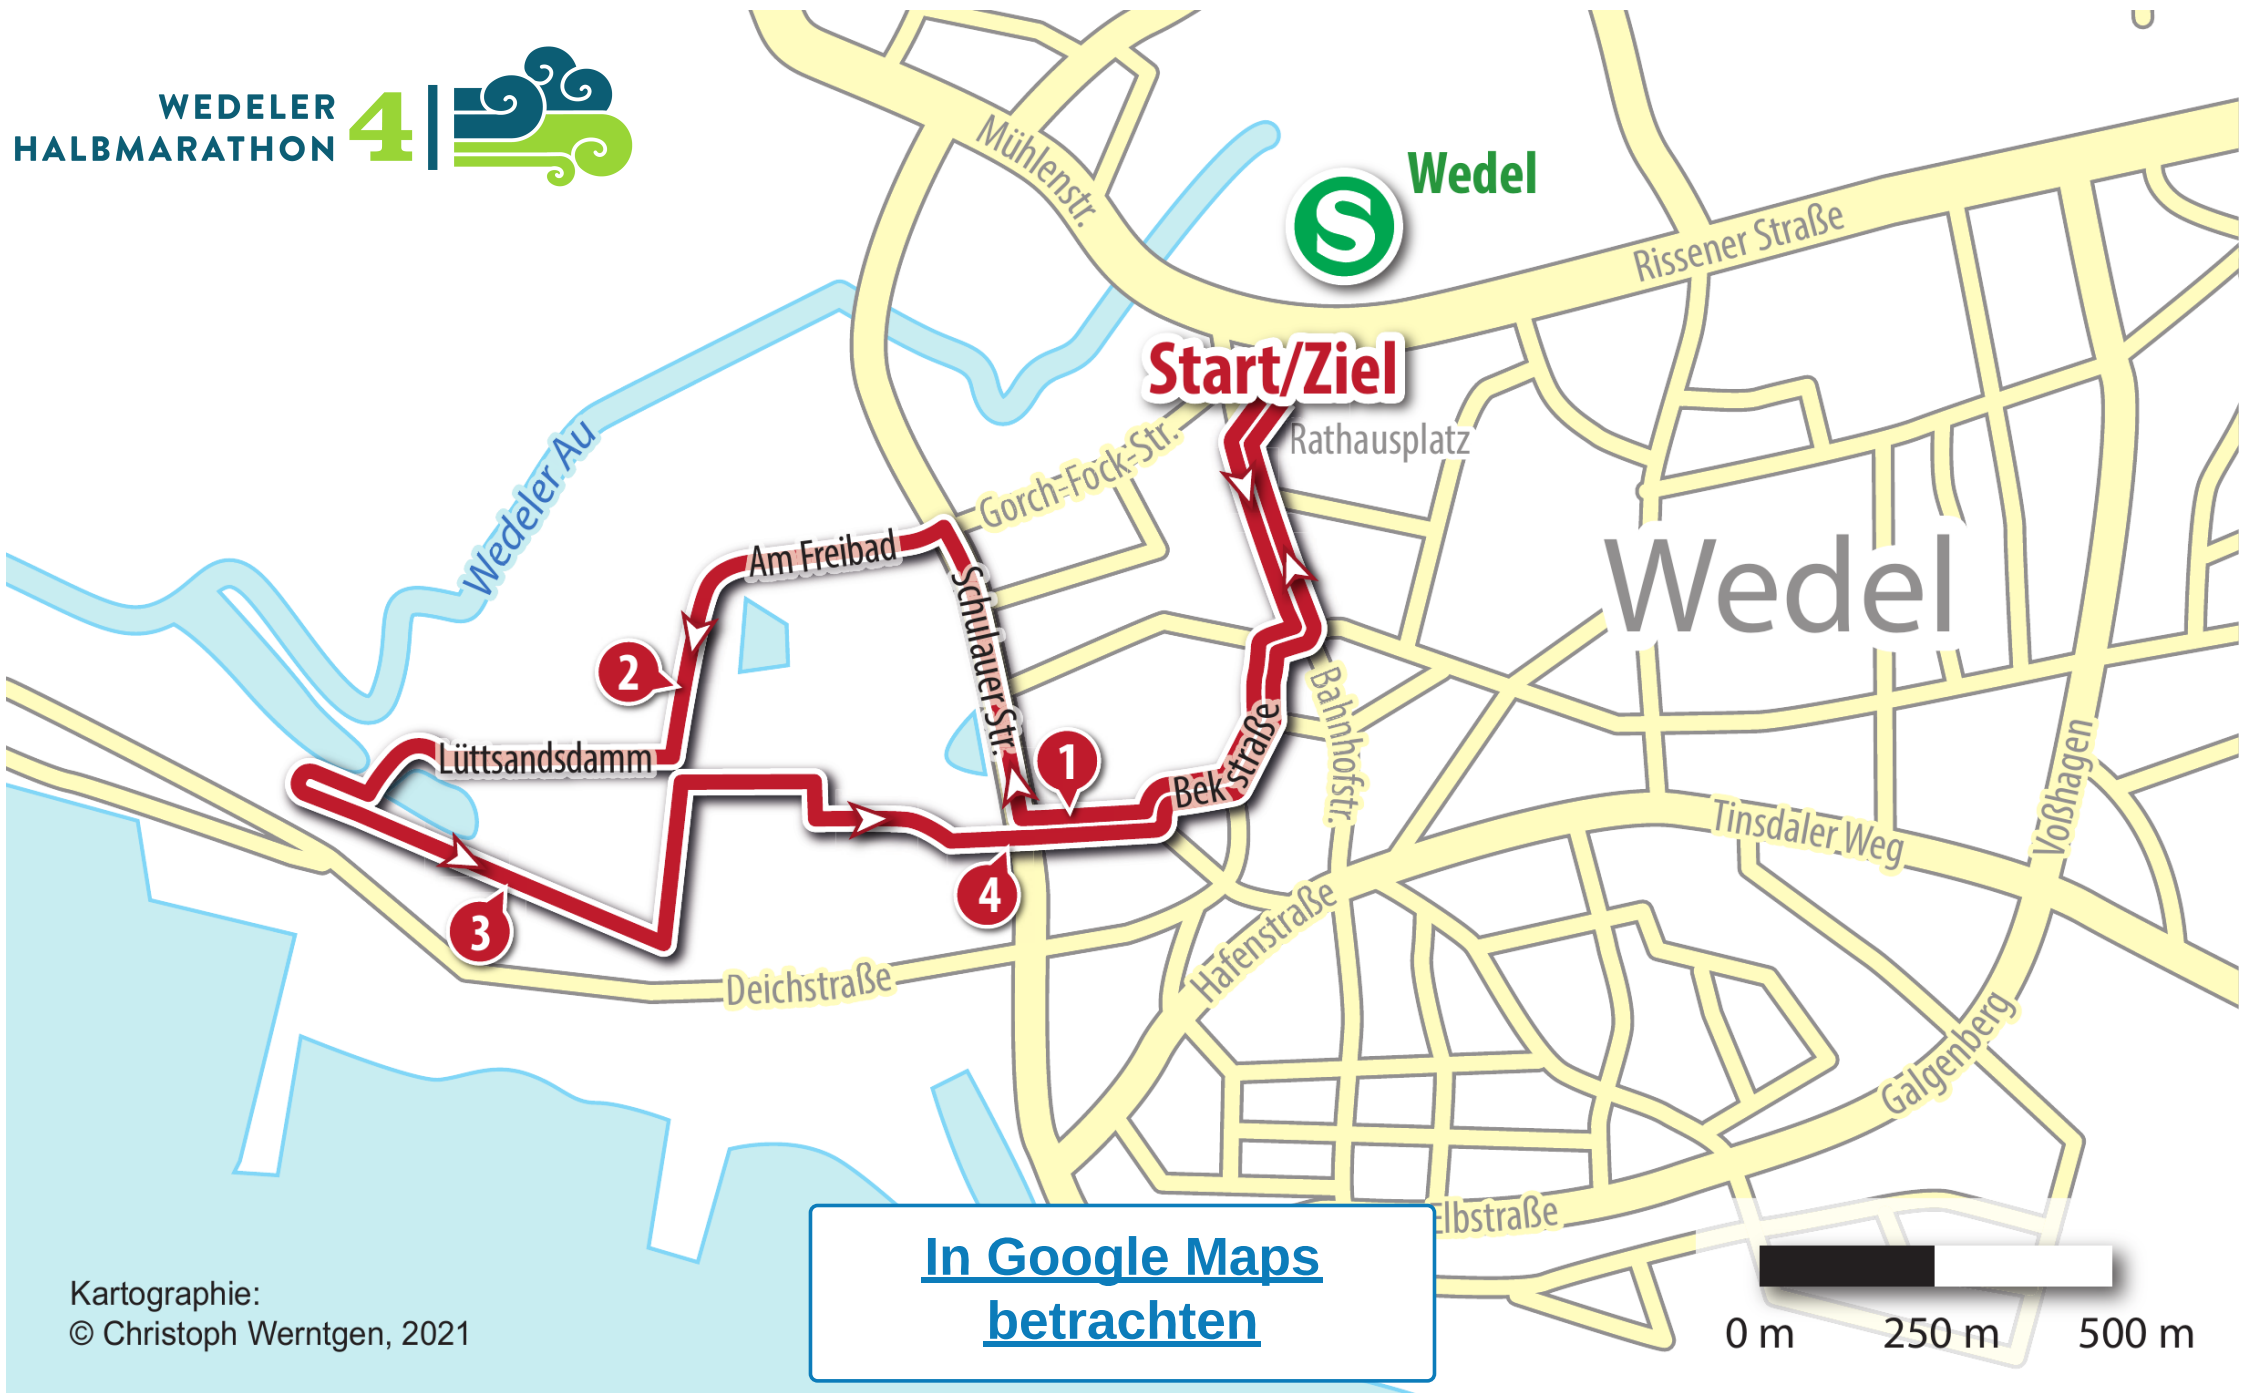 WEDELER
HALBMARATHON
4
Mühlenstr.
S
Wedel
Rissener Straße
Start/Ziel
Rathausplatz
Gorch-Fock-Str.
Wedeler Au
Am Freibad
Schulauer Str.
Wedel
2
Lüttsandsdamm
1
Bekstraße
Bahnhofstr.
Voßhagen
Tinsdaler Weg
3
4
Hafenstraße
Deichstraße
Galgenberg
Elbstraße
In Google Maps
betrachten
Kartographie:
© Christoph Werntgen, 2021
0 m 250 m 500 m